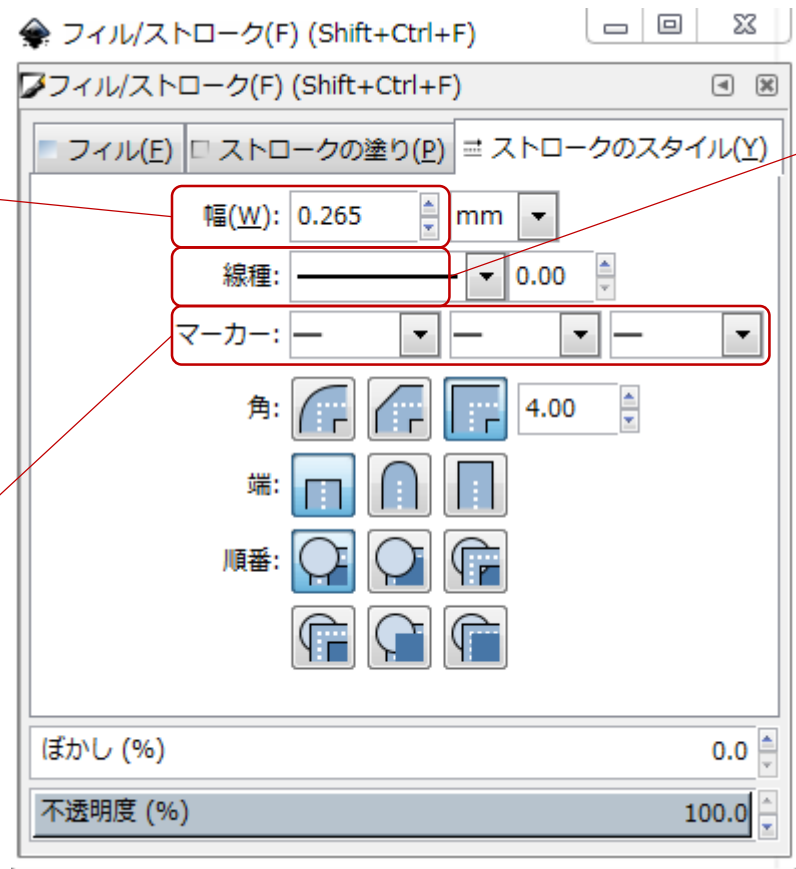 フィル/ストローク(F) (Shift+Ctrl+F)
フィル/ストローク(F) (Shift+Ctrl+F)
フィル(F) ストロークの塗り(P) ストロークのスタイル(Y)
幅(W): 0.265 mm
線種: 0.00
マーカー:
角: 4.00
端:
順番:
ぼかし (%) 0.0
不透明度 (%) 100.0